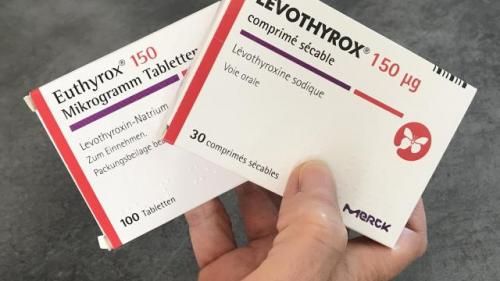 Euthyrox® 150
Mikrogramm Tabletten
Levothyroxin-Natrium
Zum Einnehmen.
Packungsbeilage
100 Tabletten
LEVOTHYROX® 150 µg
comprimé sécable
Lévothyroxine sodique
Voie orale
30 comprimés sécables
Merck